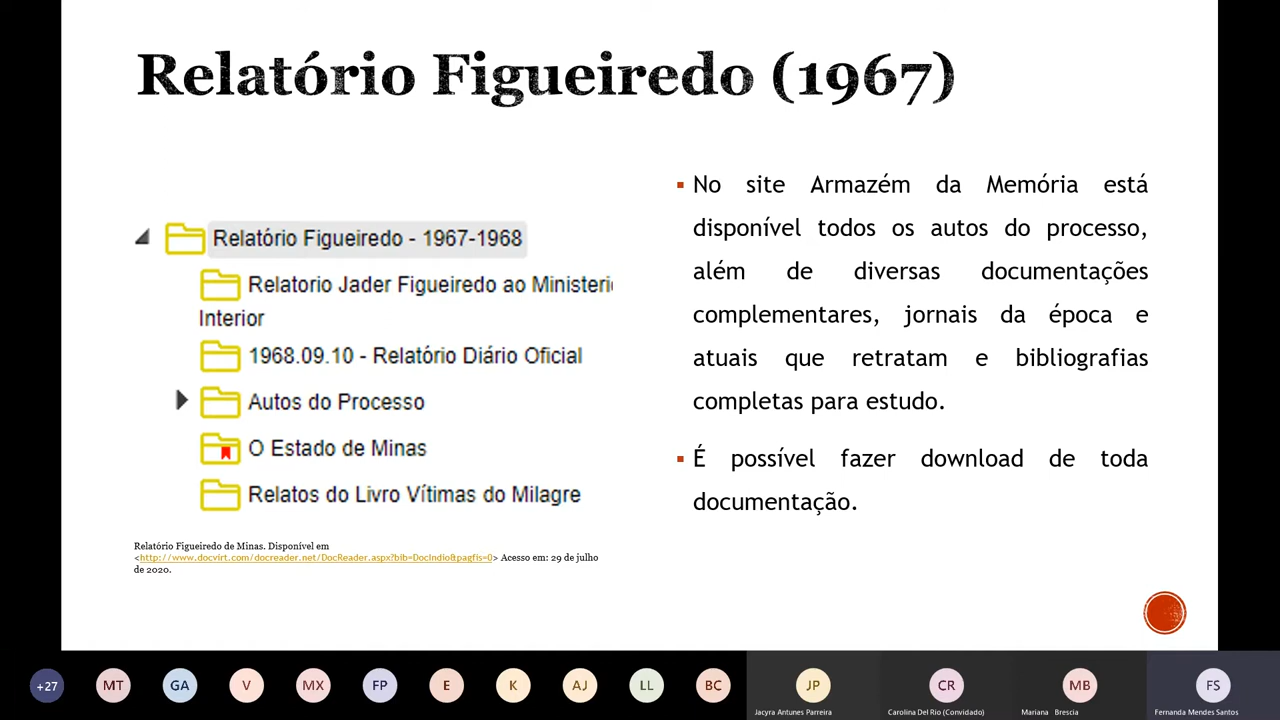 Relatório Figueiredo (1967)
Relatório Figueiredo - 1967-1968
Relatorio Jader Figueiredo ao Ministerio
Interior
1968.09.10 - Relatório Diário Oficial
Autos do Processo
O Estado de Minas
Relatos do Livro Vítimas do Milagre
Relatório Figueiredo de Minas. Disponível em
<http://www.docvirt.com/docreader.net/DocReader.aspx?bib=DocIndio&pagfis=0> Acesso em: 29 de julho
de 2020.
No site Armazém da Memória está
disponível todos os autos do processo,
além de diversas documentações
complementares, jornais da época e
atuais que retratam e bibliografias
completas para estudo.
É possível fazer download de toda
documentação.
+27 MT GA V MX FP E K AJ LL BC JP CR MB FS
Jacyra Antunes Parreira Carolina Del Rio (Convidado) Mariana Brescia Fernanda Mendes Santos